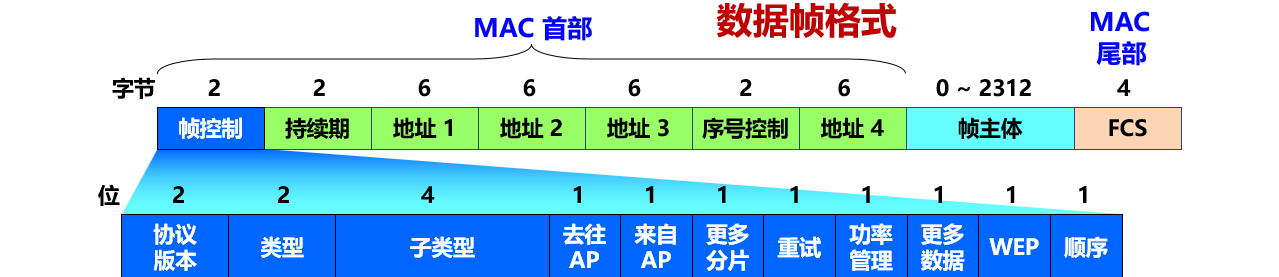 数据帧格式
MAC 首部
MAC
尾部
字节 2 2 6 6 6 2 6 0 ~ 2312 4
帧控制 持续期 地址 1 地址 2 地址 3 序号控制 地址 4 帧主体 FCS
位 2 2 4 1 1 1 1 1 1 1 1
协议
版本
类型
子类型
去往
AP
来自
AP
更多
分片
重试
功率
管理
更多
数据
WEP
顺序